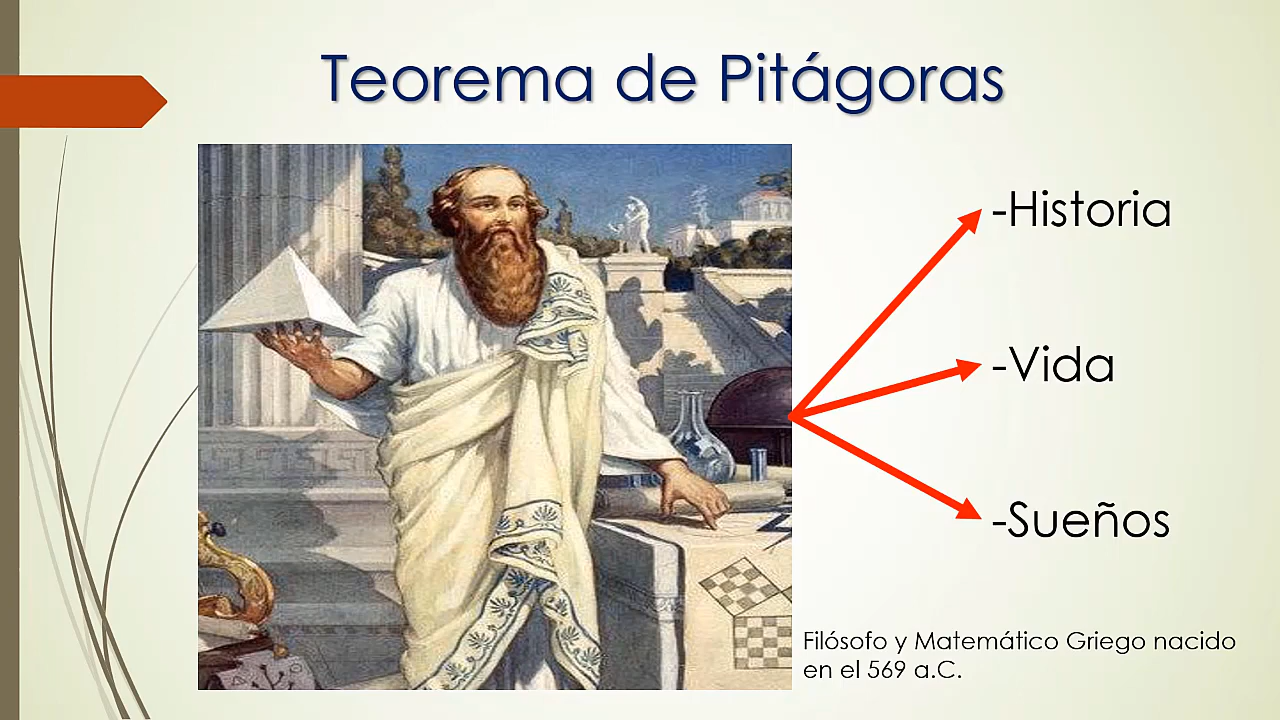 Teorema de Pitágoras
-Historia
-Vida
-Sueños
Filósofo y Matemático Griego nacido
en el 569 a.C.